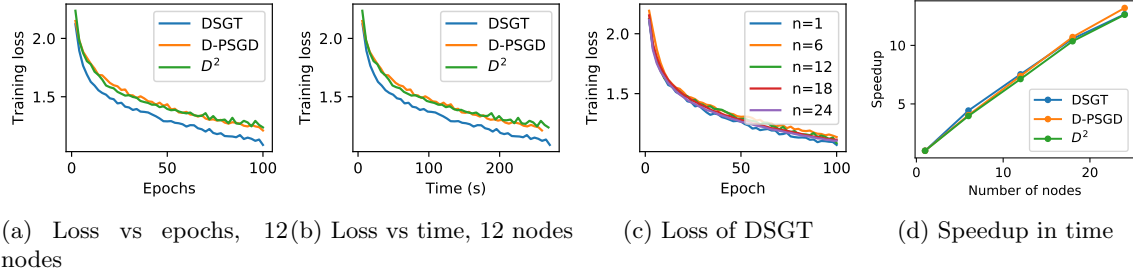 Training loss
2.0
1.5
0
50
100
Epochs
DSGT
D-PSGD
D²
Training loss
2.0
1.5
0
100
200
Time (s)
DSGT
D-PSGD
D²
Training loss
2.0
1.5
0
50
100
Epoch
n=1
n=6
n=12
n=18
n=24
Speedup
10
5
0
10
20
Number of nodes
DSGT
D-PSGD
D²
(a) Loss vs epochs, 12
nodes
(b) Loss vs time, 12 nodes
(c) Loss of DSGT
(d) Speedup in time